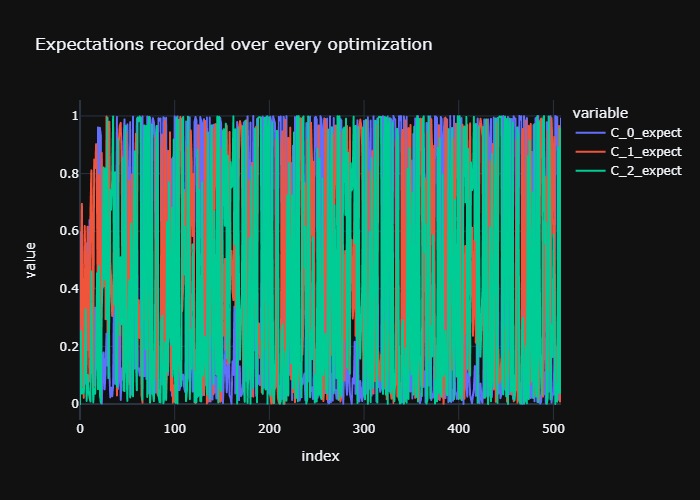 Expectations recorded over every optimization
variable
C_0_expect
C_1_expect
C_2_expect
value
1
0.8
0.6
0.4
0.2
0
0
100
200
300
400
500
index